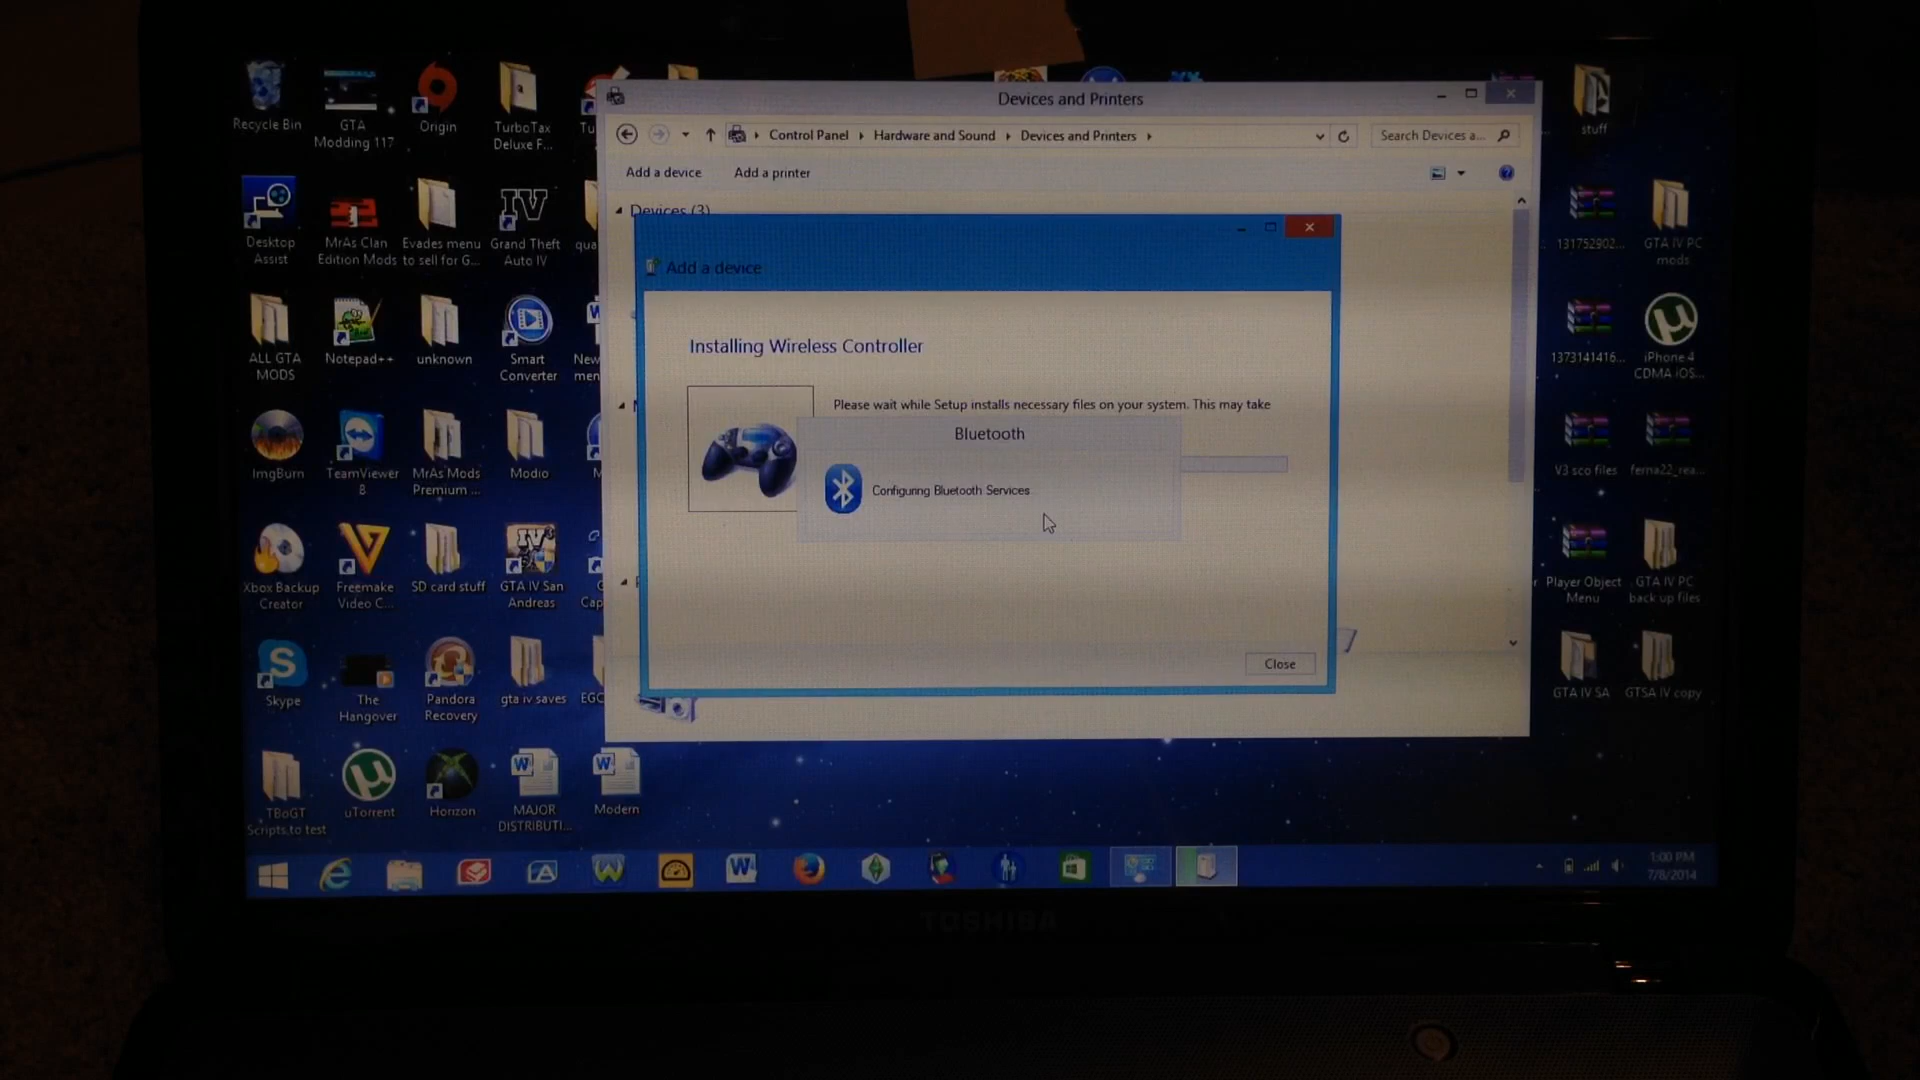 Recycle Bin
GTA
Modding 117
Origin
TurboTax
Deluxe F...
Desktop
Assist
MrAs Clan
Edition Mods
Evades menu
to sell for G...
Grand Theft
Auto IV
ALL GTA
MODS
Notepad++
unknown
Smart
Converter
ImgBurn
TeamViewer
8
MrAs Mods
Premium ...
Modio
Xbox Backup
Creator
Freemake
Video C...
SD card stuff
GTA IV San
Andreas
Skype
The
Hangover
Pandora
Recovery
gta iv saves
TBoGT
Scripts to test
uTorrent
Horizon
MAJOR
DISTRIBUTI...
Modern
Devices and Printers
Control Panel
Hardware and Sound
Devices and Printers
Search Devices a...
Add a device
Add a printer
Devices (3)
Add a device
Installing Wireless Controller
Please wait while Setup installs necessary files on your system. This may take
Bluetooth
Configuring Bluetooth Services
Close
stuff
131752902...
GTA IV PC
mods
1373141416...
iPhone 4
CDMA iOS...
V3 sco files
ferna22_rea...
Player Object
Menu
GTA IV PC
back up files
GTA IV SA
GTSA IV copy
1:00 PM
7/8/2014
TOSHIBA